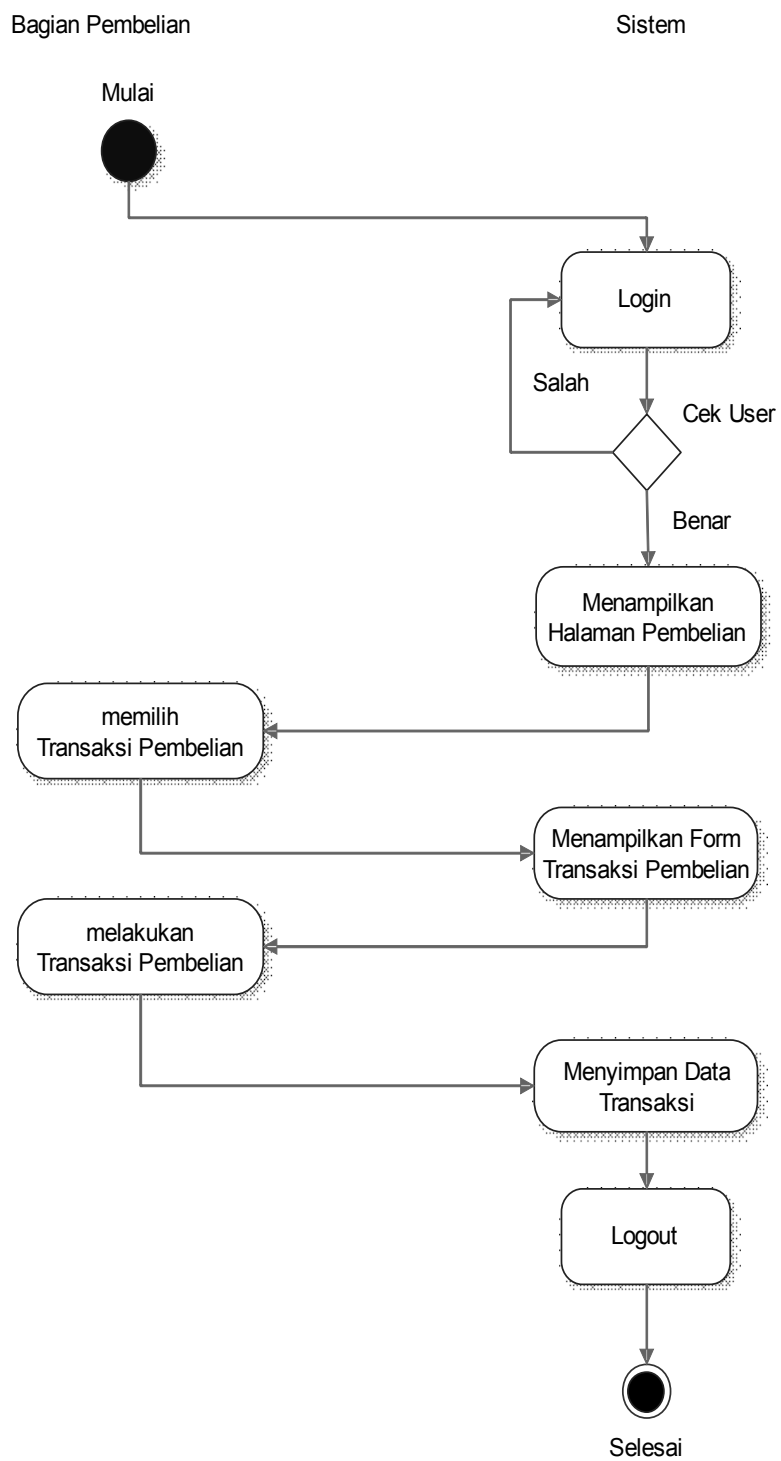 Bagian Pembelian
Sistem
Mulai
Login
Salah
Cek User
Benar
Menampilkan
Halaman Pembelian
memilih
Transaksi Pembelian
Menampilkan Form
Transaksi Pembelian
melakukan
Transaksi Pembelian
Menyimpan Data
Transaksi
Logout
Selesai